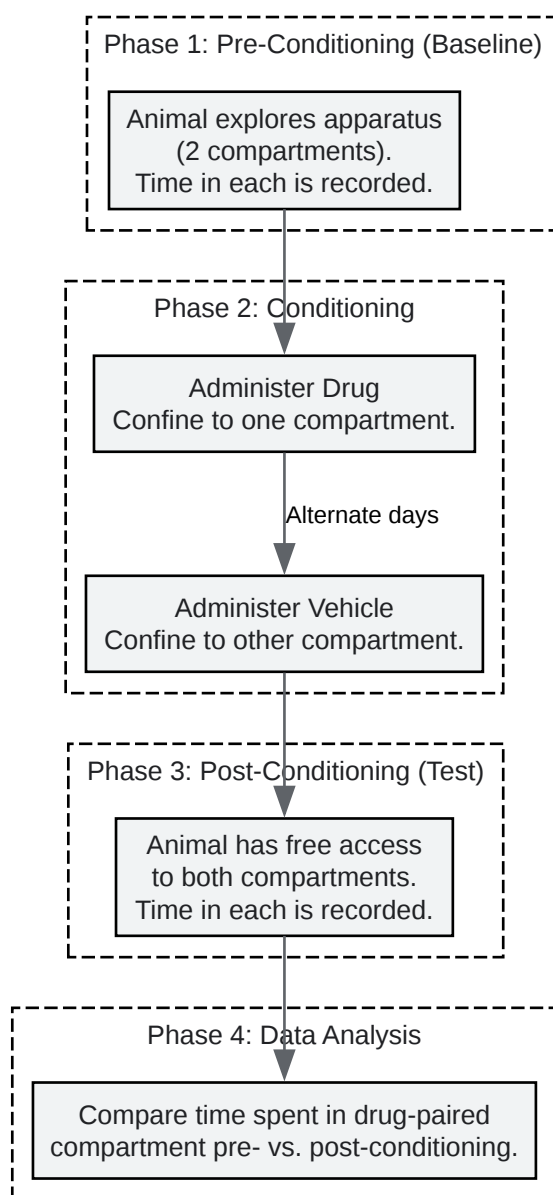 Phase 1: Pre-Conditioning (Baseline)
Animal explores apparatus
(2 compartments).
Time in each is recorded.
Phase 2: Conditioning
Administer Drug
Confine to one compartment.
Alternate days
Administer Vehicle
Confine to other compartment.
Phase 3: Post-Conditioning (Test)
Animal has free access
to both compartments.
Time in each is recorded.
Phase 4: Data Analysis
Compare time spent in drug-paired
compartment pre- vs. post-conditioning.